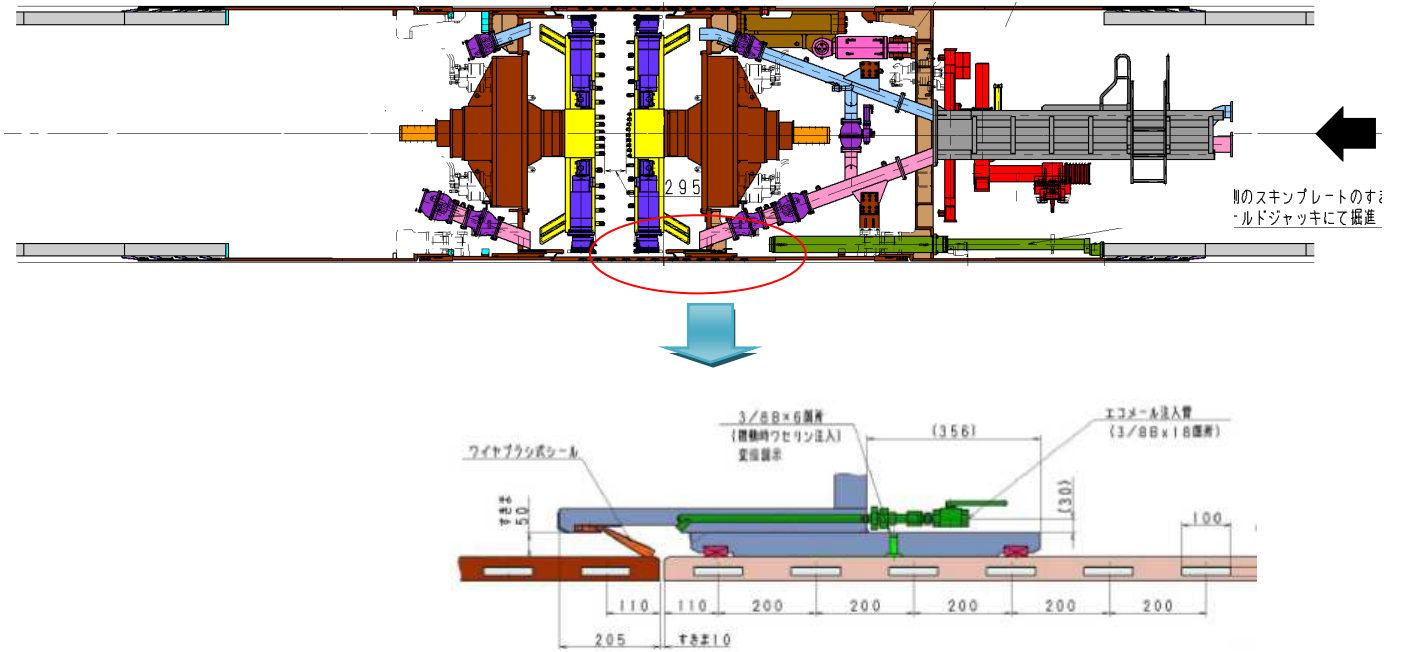 295
のスキンプレートのすき
ールドジャッキにて掘進
3/8B×6箇所
(摺動時ワセリン注入)
変位調示
エコメール注入管
(3/8B×18箇所)
(356)
ワイヤブラシ式シール
すきま
50
(30)
100
110
110
200
200
200
200
200
205
すきま10